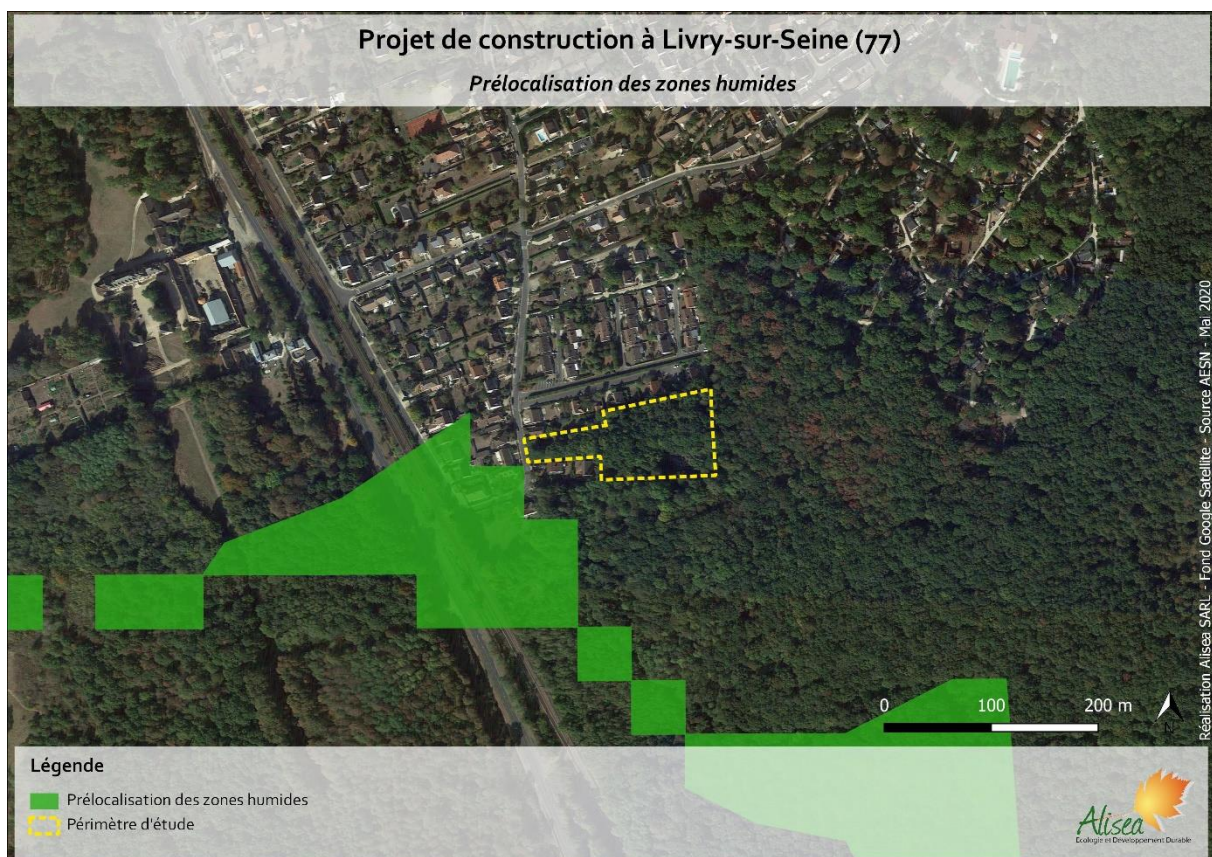 Projet de construction à Livry-sur-Seine (77)
Prélocalisation des zones humides
Réalisation Alisea SARL - Fond Google Satellite - Source AESN - Mai 2020
0 100 200 m
N
Légende
Prélocalisation des zones humides
Périmètre d'étude
Alisea
Ecologie et Développement Durable